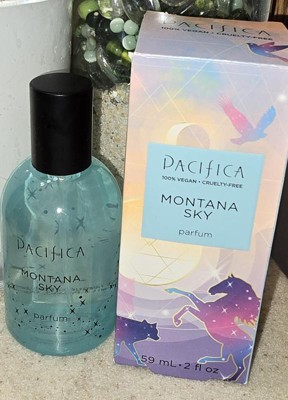 PACIFICA
100% VEGAN • CRUELTY-FREE
PACIFICA
100% VEGAN • CRUELTY-FREE
MONTANA
SKY
parfum
59 mL • 2 fl oz
PACIFICA
MONTANA
SKY
parfum